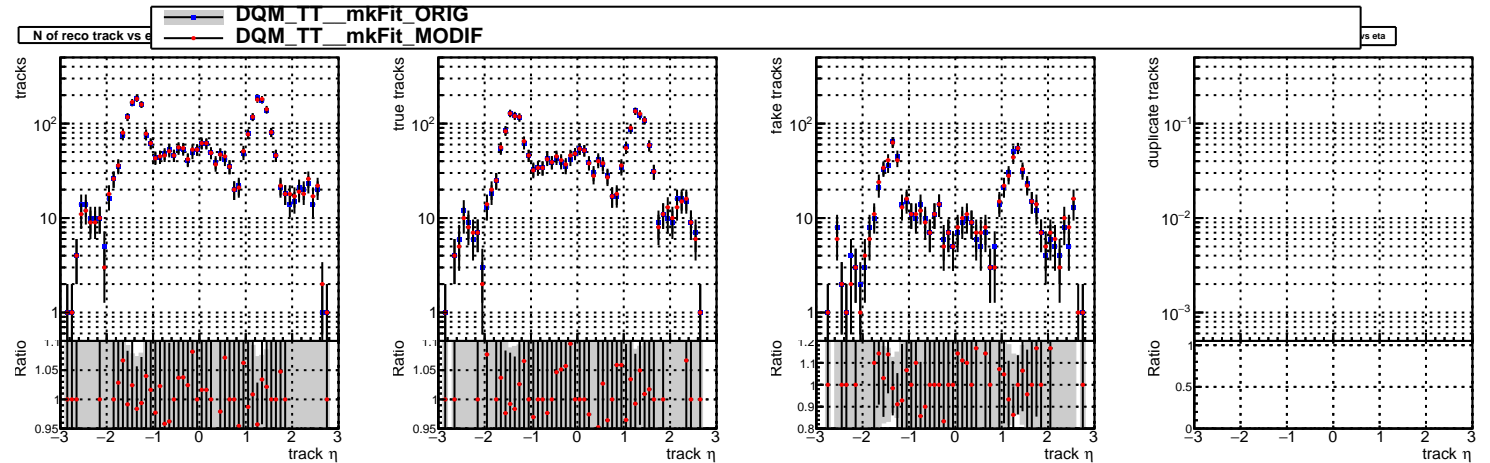 DQM_TT__mkFit_ORIG
DQM_TT__mkFit_MODIF
N of reco track vs e
vs eta
tracks
10²
10
1
Ratio
1.1
1.05
1
0.95
−3 −2 −1 0 1 2 3
track η
true tracks
10²
10
1
Ratio
1.1
1.05
1
0.95
−3 −2 −1 0 1 2 3
track η
fake tracks
10²
10
1
Ratio
1.2
1.1
1
0.9
0.8
−3 −2 −1 0 1 2 3
track η
duplicate tracks
10⁻¹
10⁻²
10⁻³
Ratio
1
0.5
0
−3 −2 −1 0 1 2 3
track η